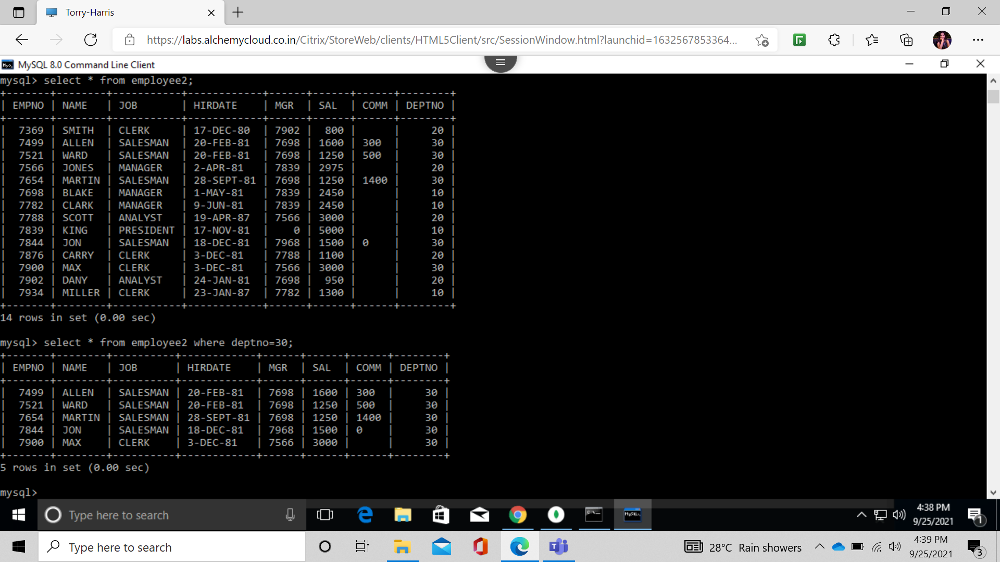 Torry-Harris
https://labs.alchemycloud.co.in/Citrix/StoreWeb/clients/HTML5Client/src/SessionWindow.html?launchid=1632567853364...
MySQL 8.0 Command Line Client
mysql> select * from employee2;
+-------+--------+-----------+------------+------+------+------+--------+
| EMPNO | NAME   | JOB       | HIRDATE    | MGR  | SAL  | COMM | DEPTNO |
+-------+--------+-----------+------------+------+------+------+--------+
|  7369 | SMITH  | CLERK     | 17-DEC-80  | 7902 |  800 |      |     20 |
|  7499 | ALLEN  | SALESMAN  | 20-FEB-81  | 7698 | 1600 | 300  |     30 |
|  7521 | WARD   | SALESMAN  | 20-FEB-81  | 7698 | 1250 | 500  |     30 |
|  7566 | JONES  | MANAGER   | 2-APR-81   | 7839 | 2975 |      |     20 |
|  7654 | MARTIN | SALESMAN  | 28-SEPT-81 | 7698 | 1250 | 1400 |     30 |
|  7698 | BLAKE  | MANAGER   | 1-MAY-81   | 7839 | 2450 |      |     10 |
|  7782 | CLARK  | MANAGER   | 9-JUN-81   | 7839 | 2450 |      |     10 |
|  7788 | SCOTT  | ANALYST   | 19-APR-87  | 7566 | 3000 |      |     20 |
|  7839 | KING   | PRESIDENT | 17-NOV-81  |    0 | 5000 |      |     10 |
|  7844 | JON    | SALESMAN  | 18-DEC-81  | 7968 | 1500 | 0    |     30 |
|  7876 | CARRY  | CLERK     | 3-DEC-81   | 7788 | 1100 |      |     20 |
|  7900 | MAX    | CLERK     | 3-DEC-81   | 7566 | 3000 |      |     30 |
|  7902 | DANY   | ANALYST   | 24-JAN-81  | 7698 |  950 |      |     20 |
|  7934 | MILLER | CLERK     | 23-JAN-87  | 7782 | 1300 |      |     10 |
+-------+--------+-----------+------------+------+------+------+--------+
14 rows in set (0.00 sec)
mysql> select * from employee2 where deptno=30;
+-------+--------+----------+------------+------+------+------+--------+
| EMPNO | NAME   | JOB      | HIRDATE    | MGR  | SAL  | COMM | DEPTNO |
+-------+--------+----------+------------+------+------+------+--------+
|  7499 | ALLEN  | SALESMAN | 20-FEB-81  | 7698 | 1600 | 300  |     30 |
|  7521 | WARD   | SALESMAN | 20-FEB-81  | 7698 | 1250 | 500  |     30 |
|  7654 | MARTIN | SALESMAN | 28-SEPT-81 | 7698 | 1250 | 1400 |     30 |
|  7844 | JON    | SALESMAN | 18-DEC-81  | 7968 | 1500 | 0    |     30 |
|  7900 | MAX    | CLERK    | 3-DEC-81   | 7566 | 3000 |      |     30 |
+-------+--------+----------+------------+------+------+------+--------+
5 rows in set (0.00 sec)
mysql>
Type here to search
4:38 PM
9/25/2021
1
Type here to search
28°C Rain showers
4:39 PM
9/25/2021
3